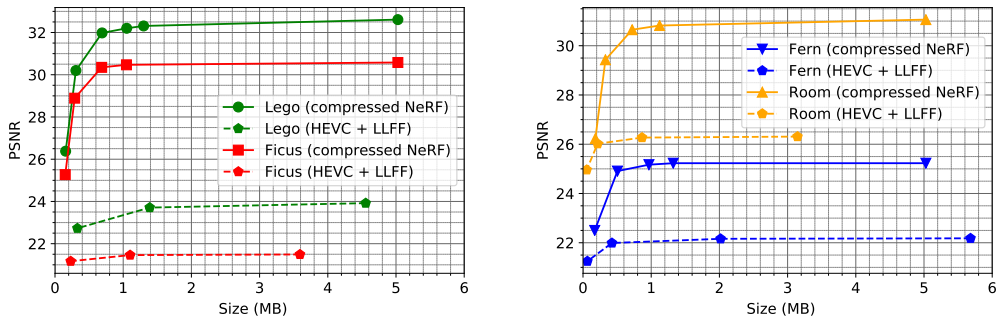 32
30
28
26
24
22
PSNR
Lego (compressed NeRF)
Lego (HEVC + LLFF)
Ficus (compressed NeRF)
Ficus (HEVC + LLFF)
0 1 2 3 4 5 6
Size (MB)
30
28
26
24
22
PSNR
Fern (compressed NeRF)
Fern (HEVC + LLFF)
Room (compressed NeRF)
Room (HEVC + LLFF)
0 1 2 3 4 5 6
Size (MB)